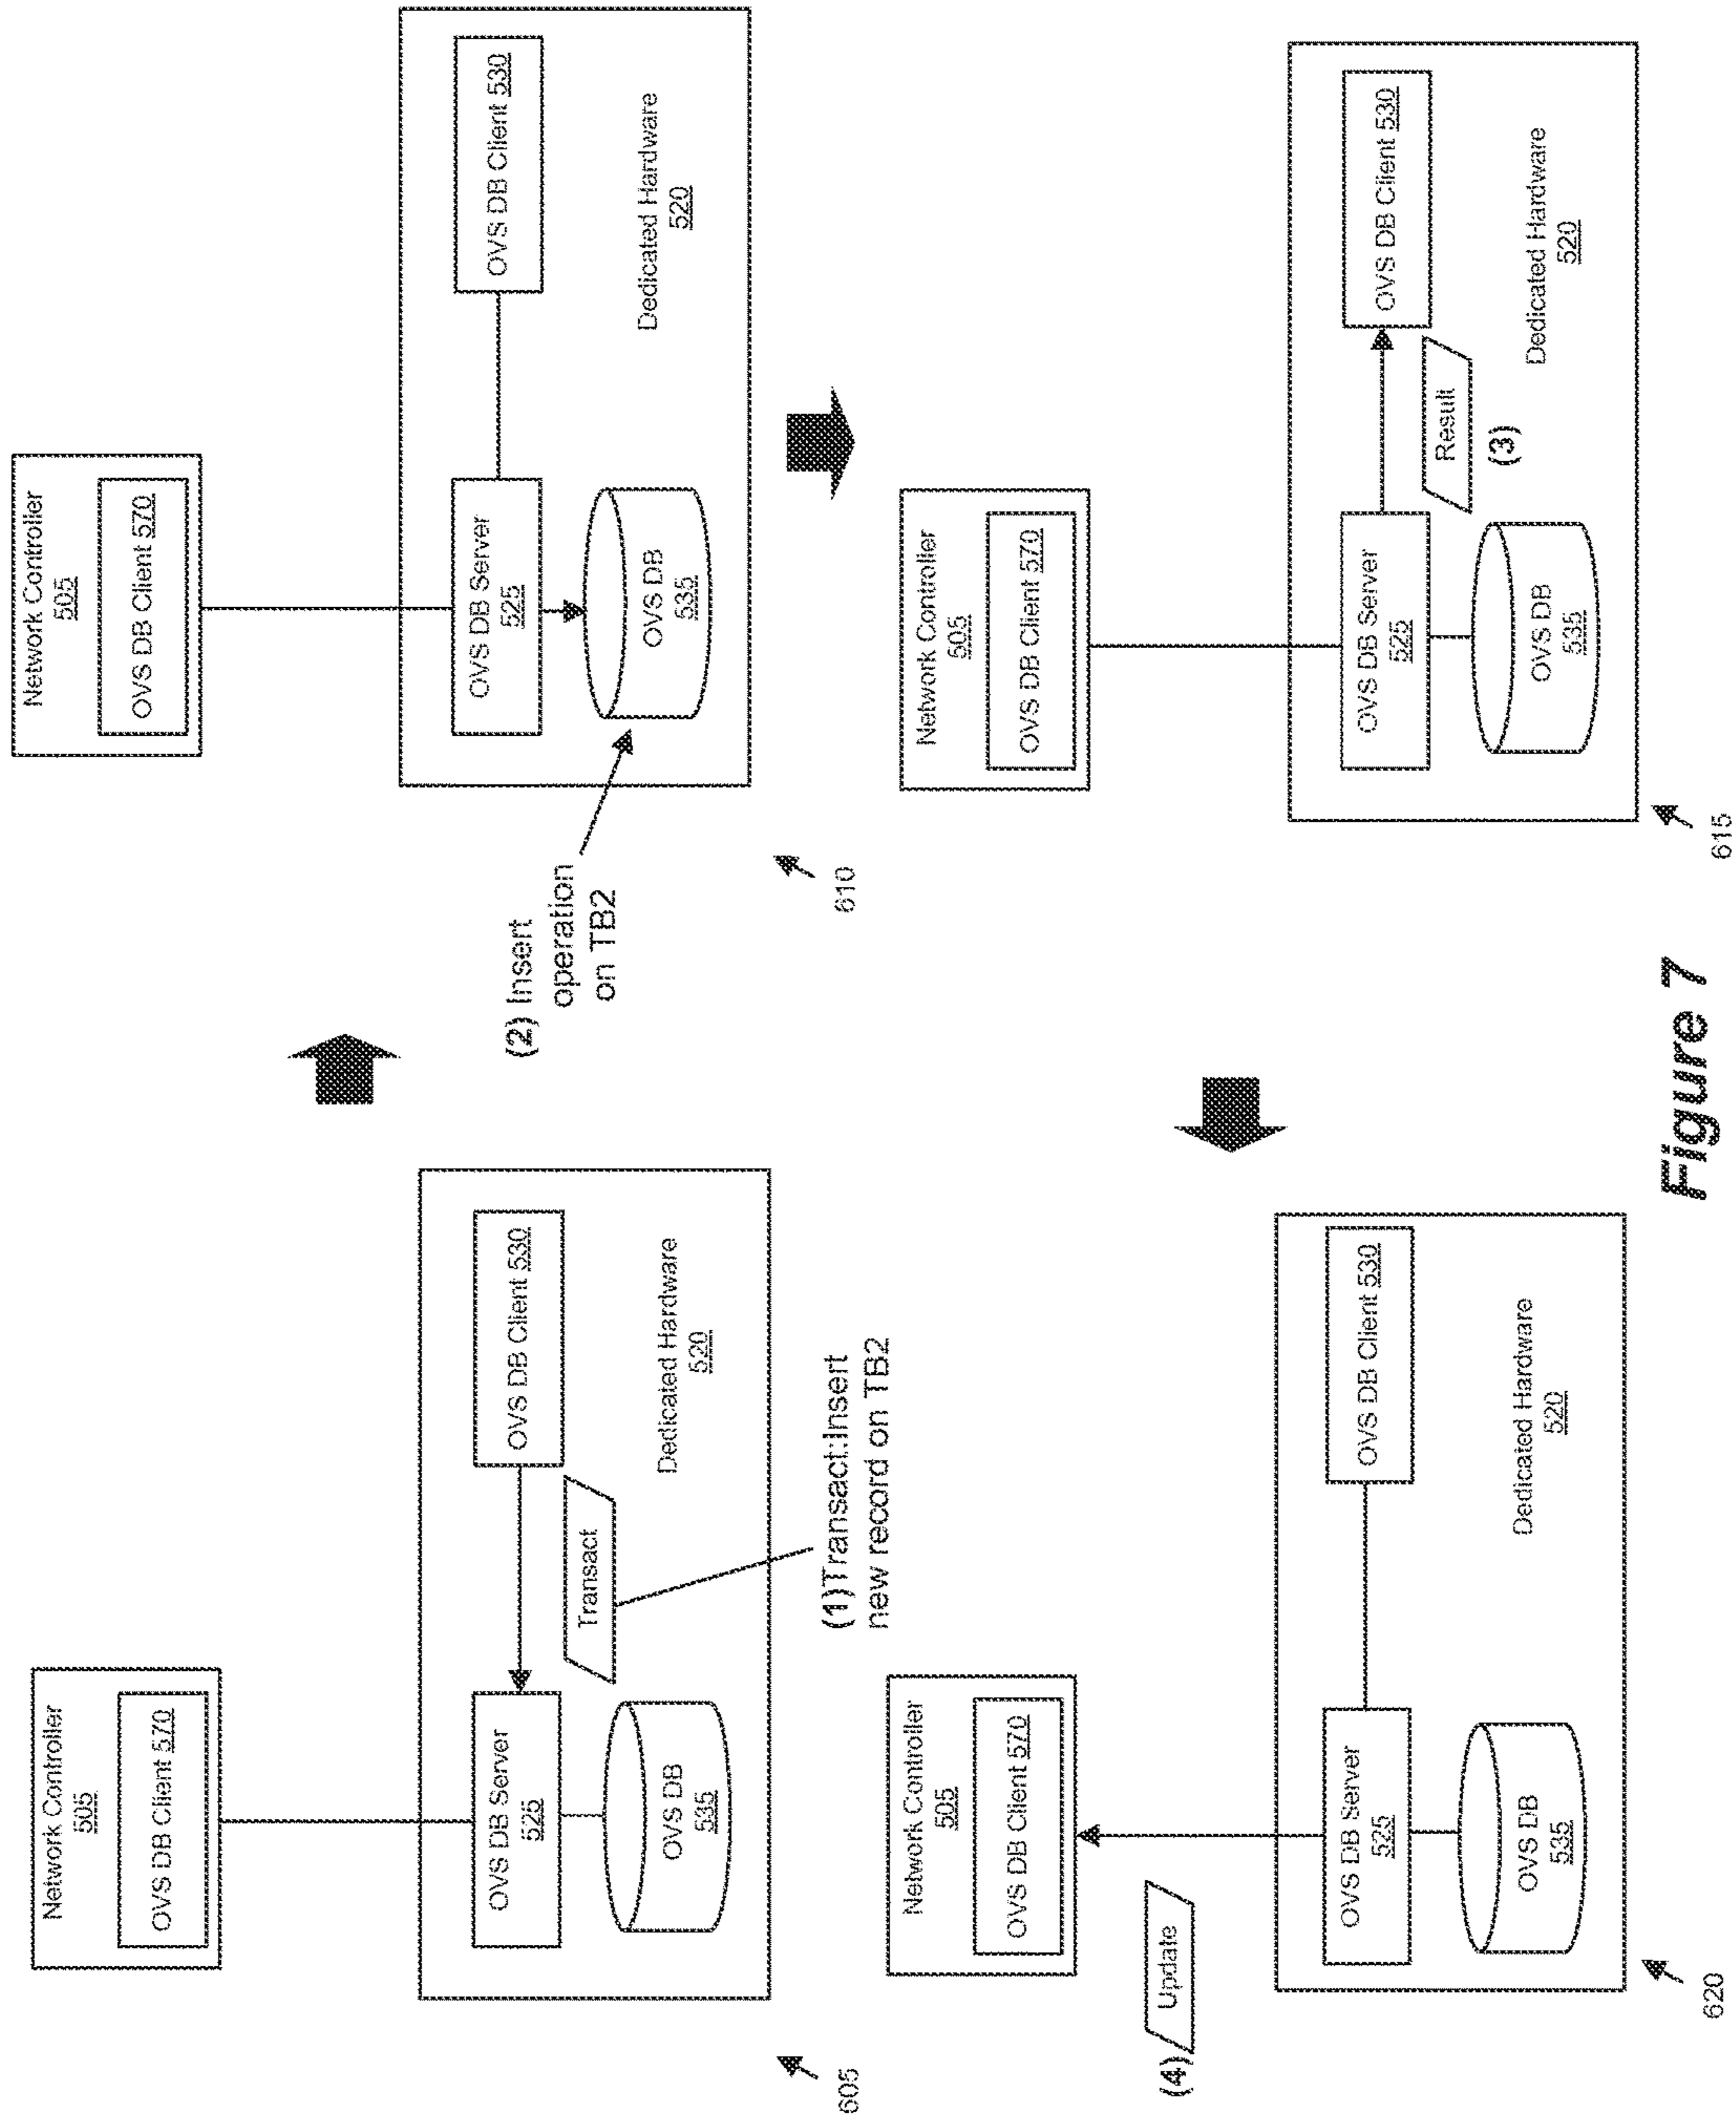 Network Controller
505
OVS DB Client 570
OVS DB Server
525
OVS DB Client 530
OVS DB
535
Transact
Dedicated Hardware
520
(1)Transact:Insert
new record on TB2
605
Network Controller
505
OVS DB Client 570
OVS DB Server
525
OVS DB Client 530
OVS DB
535
Dedicated Hardware
520
(2) Insert
operation
on TB2
610
Network Controller
505
OVS DB Client 570
OVS DB Server
525
OVS DB Client 530
OVS DB
535
Result
(3)
Dedicated Hardware
520
615
Network Controller
505
OVS DB Client 570
(4)
Update
OVS DB Server
525
OVS DB Client 530
OVS DB
535
Dedicated Hardware
520
620
Figure 7